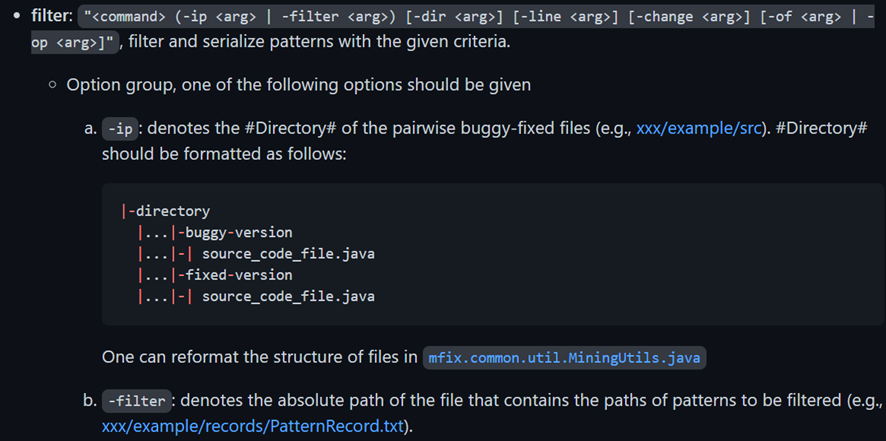 • filter: "<command> (-ip <arg> | -filter <arg>) [-dir <arg>] [-line <arg>] [-change <arg>] [-of <arg> | -
op <arg>]", filter and serialize patterns with the given criteria.
○ Option group, one of the following options should be given
a. -ip: denotes the #Directory# of the pairwise buggy-fixed files (e.g., xxx/example/src). #Directory#
should be formatted as follows:
|-directory
|...|-buggy-version
|...|-| source_code_file.java
|...|-fixed-version
|...|-| source_code_file.java
One can reformat the structure of files in mfix.common.util.MiningUtils.java
b. -filter: denotes the absolute path of the file that contains the paths of patterns to be filtered (e.g.,
xxx/example/records/PatternRecord.txt).